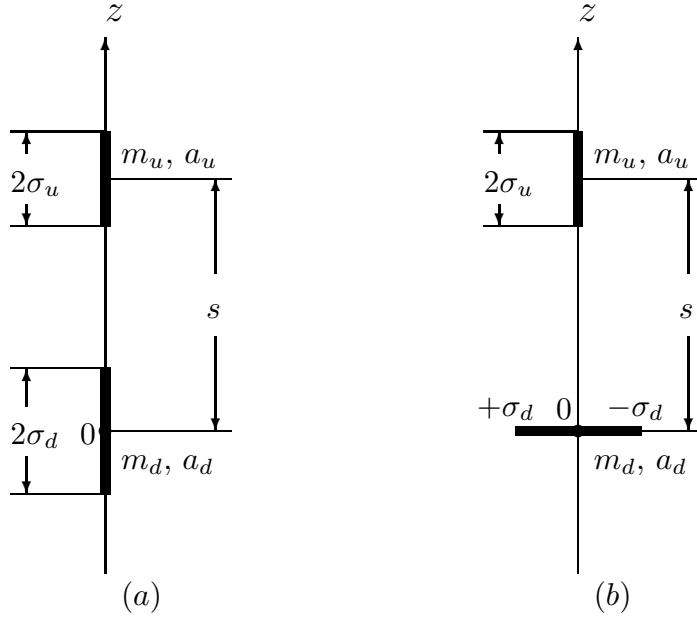 z z
m_u, a_u m_u, a_u
2σ_u 2σ_u
s s
+σ_d 0 −σ_d
2σ_d 0
m_d, a_d m_d, a_d
(a) (b)